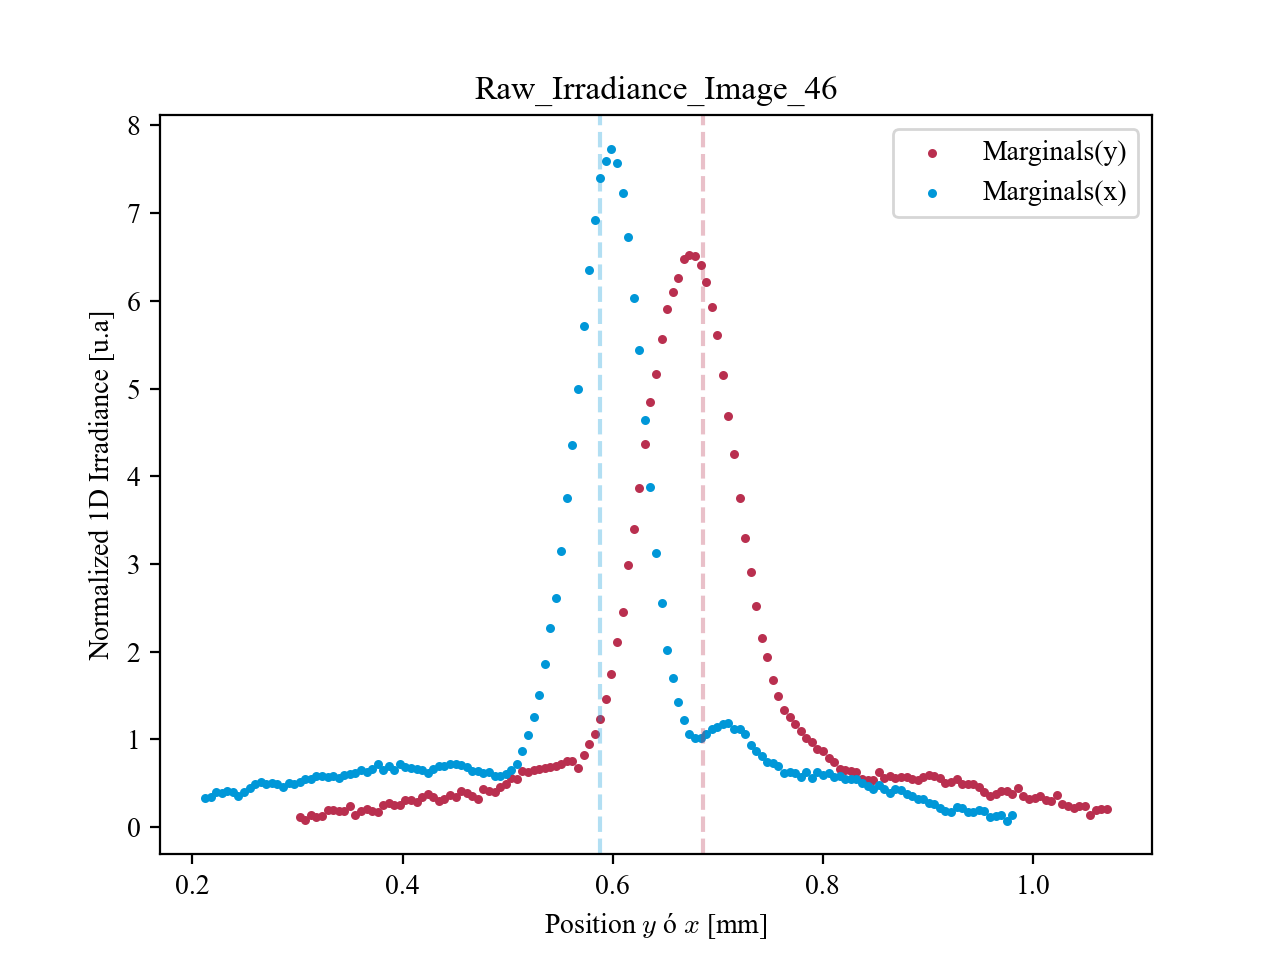 Raw_Irradiance_Image_46
Marginals(y)
Marginals(x)
Normalized 1D Irradiance [u.a]
8
7
6
5
4
3
2
1
0
0.2 0.4 0.6 0.8 1.0
Position y ó x [mm]